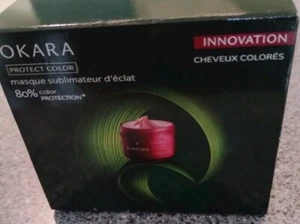 OKARA
INNOVATION
PROTECT COLOR
CHEVEUX COLORÉS
masque sublimateur d'éclat
80% color
PROTECTION*